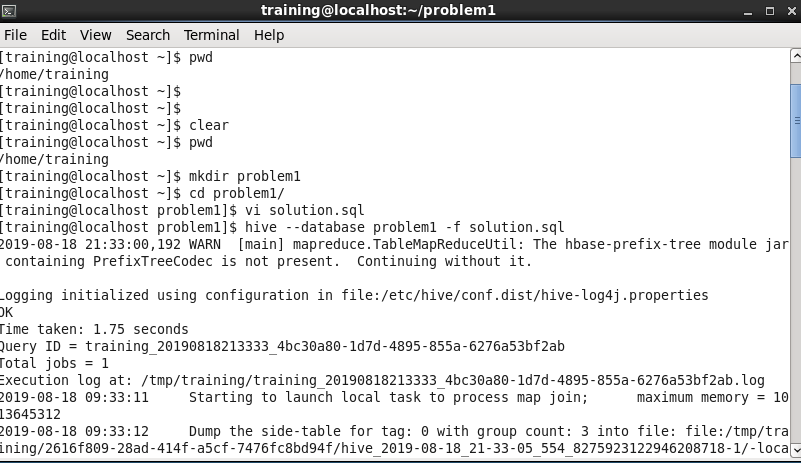 training@localhost:~/problem1
File Edit View Search Terminal Help
[training@localhost ~]$ pwd
/home/training
[training@localhost ~]$
[training@localhost ~]$
[training@localhost ~]$ clear
[training@localhost ~]$ pwd
/home/training
[training@localhost ~]$ mkdir problem1
[training@localhost ~]$ cd problem1/
[training@localhost problem1]$ vi solution.sql
[training@localhost problem1]$ hive --database problem1 -f solution.sql
2019-08-18 21:33:00,192 WARN  [main] mapreduce.TableMapReduceUtil: The hbase-prefix-tree module jar
 containing PrefixTreeCodec is not present.  Continuing without it.
Logging initialized using configuration in file:/etc/hive/conf.dist/hive-log4j.properties
OK
Time taken: 1.75 seconds
Query ID = training_20190818213333_4bc30a80-1d7d-4895-855a-6276a53bf2ab
Total jobs = 1
Execution log at: /tmp/training/training_20190818213333_4bc30a80-1d7d-4895-855a-6276a53bf2ab.log
2019-08-18 09:33:11     Starting to launch local task to process map join;      maximum memory = 10
13645312
2019-08-18 09:33:12     Dump the side-table for tag: 0 with group count: 3 into file: file:/tmp/tra
ining/2616f809-28ad-414f-a5cf-7476fc8bd94f/hive_2019-08-18_21-33-05_554_8275923122946208718-1/-loca